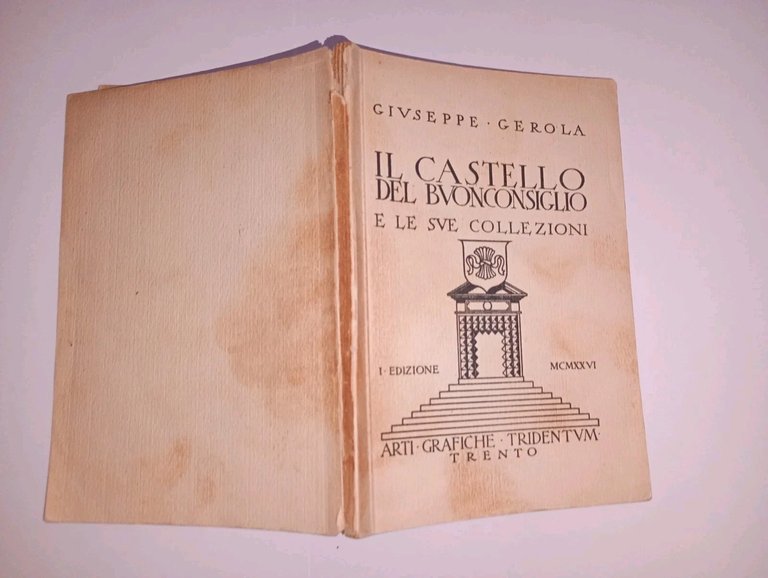 GIVSEPPE · GEROLA
IL CASTELLO
DEL BVONCONSIGLIO
E LE SVE COLLEZIONI
I · EDIZIONE MCMXXVI
ARTI · GRAFICHE · TRIDENTVM ·
TRENTO